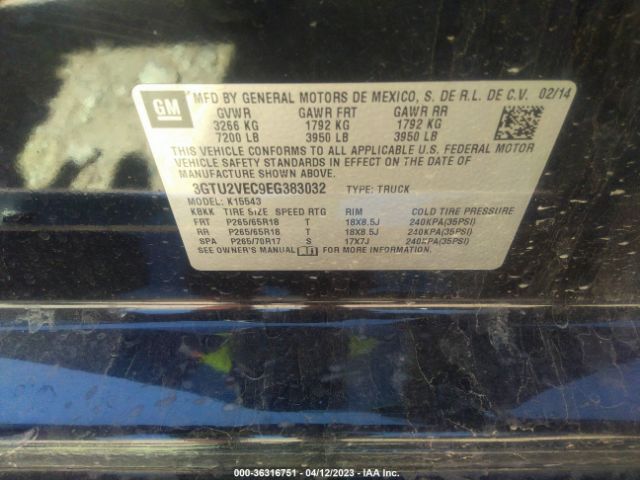 GM
MFD BY GENERAL MOTORS DE MEXICO, S. DE R.L. DE C.V. 02/14
GVWR GAWR FRT GAWR RR
3266 KG 1792 KG 1792 KG
7200 LB 3950 LB 3950 LB
THIS VEHICLE CONFORMS TO ALL APPLICABLE U.S. FEDERAL MOTOR
VEHICLE SAFETY STANDARDS IN EFFECT ON THE DATE OF
MANUFACTURE SHOWN ABOVE.
3GTU2VEC9EG383032 TYPE: TRUCK
MODEL: K15543
KBKK TIRE SIZE SPEED RTG RIM COLD TIRE PRESSURE
FRT P265/65R18 T 18X8.5J 240KPA(35PSI)
RR P265/65R18 T 18X8.5J 240KPA(35PSI)
SPA P265/70R17 S 17X7J 240KPA(35PSI)
SEE OWNER'S MANUAL FOR MORE INFORMATION.
000-36316751 - 04/12/2023 - IAA Inc.